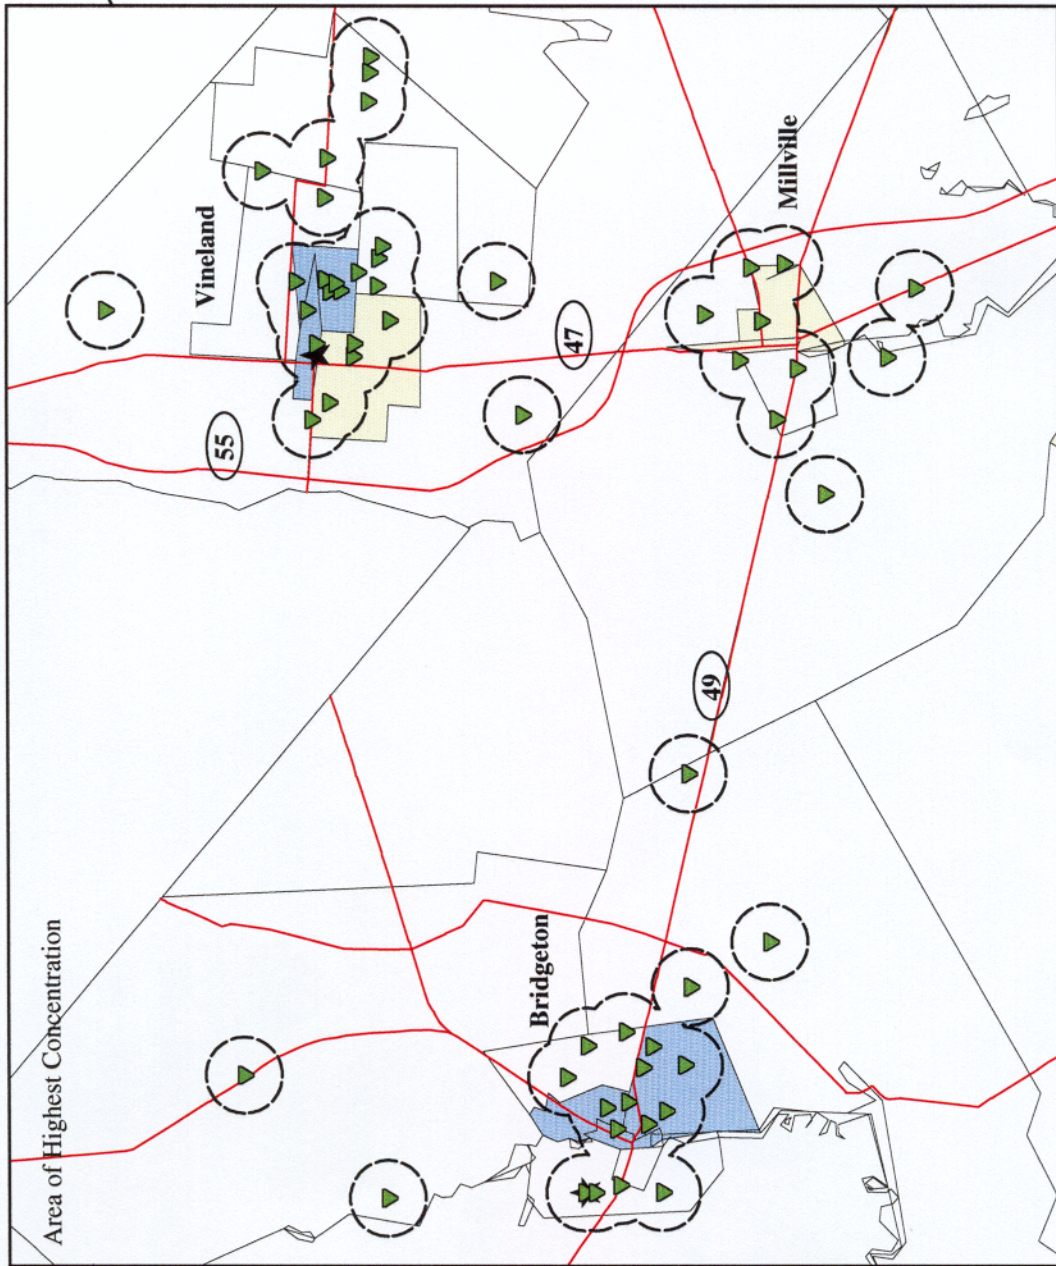 Area of Highest Concentration
Vineland
55
47
Millville
49
Bridgeton